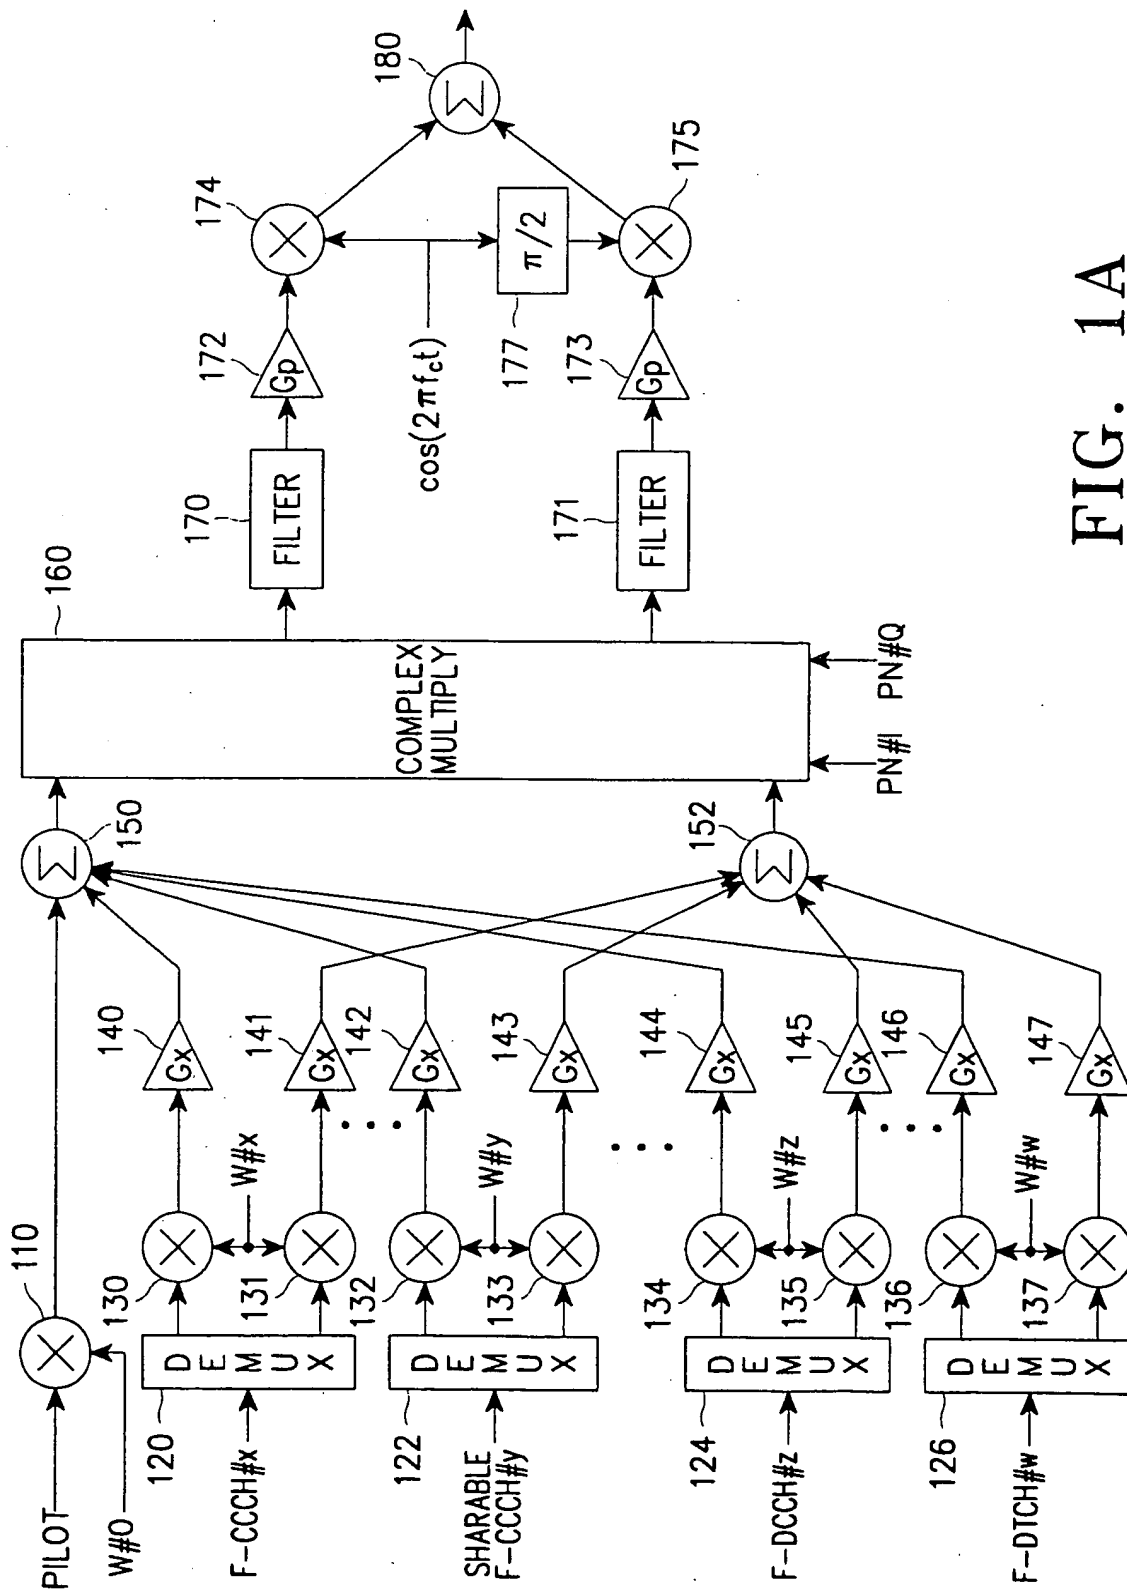 PILOT
W#0
110
F-CCCH#x
120
DEMUX
130
131
W#x
140
Gx
141
Gx
SHARABLE
F-CCCH#y
122
DEMUX
132
133
W#y
142
Gx
143
Gx
F-DCCH#z
124
DEMUX
134
135
W#z
144
Gx
145
Gx
F-DTCH#w
126
DEMUX
136
137
W#w
146
Gx
147
Gx
Σ
150
Σ
152
160
COMPLEX
MULTIPLY
PN#I
PN#Q
170
FILTER
171
FILTER
172
Gp
173
Gp
cos(2πfct)
174
177
π/2
175
Σ
180
FIG. 1A